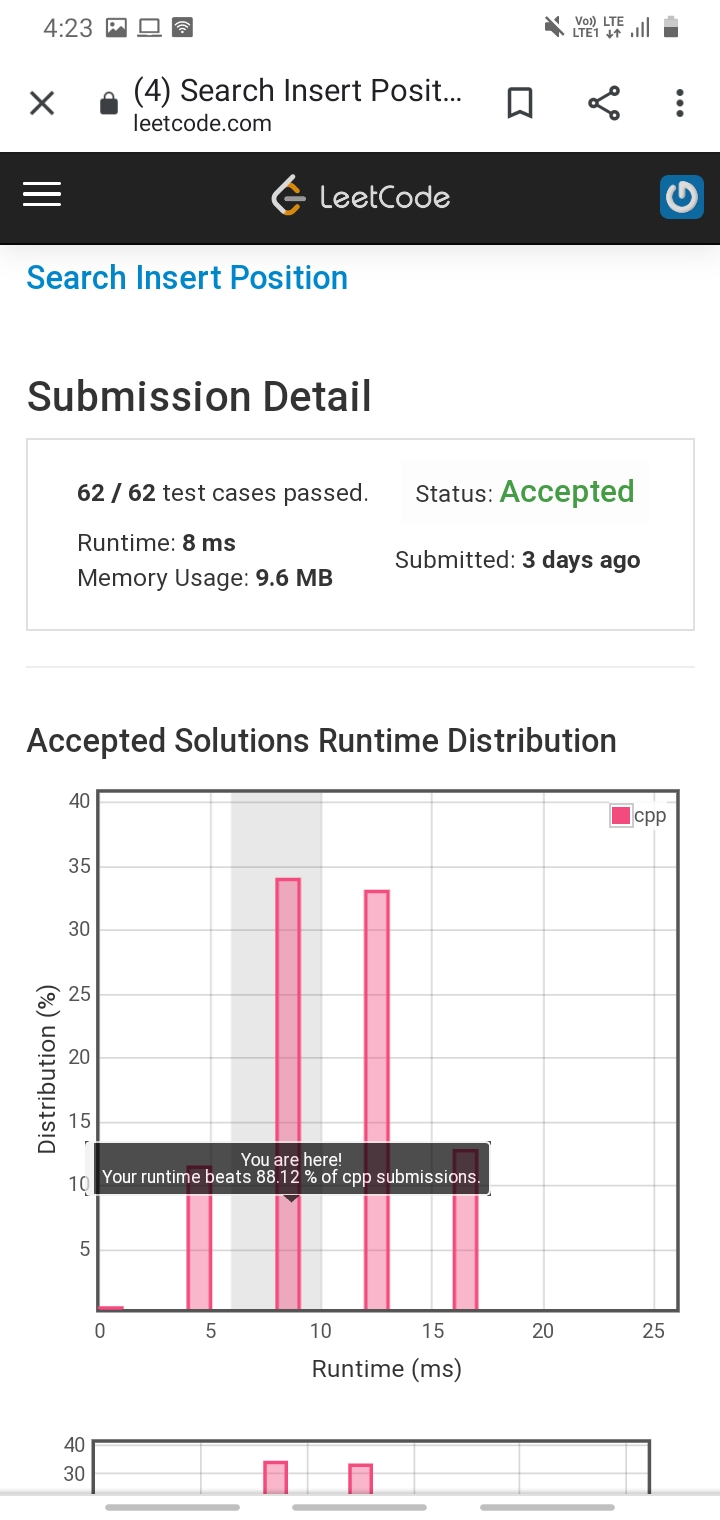 4:23
Vo)) LTE
LTE1
(4) Search Insert Posit...
leetcode.com
LeetCode
Search Insert Position
Submission Detail
62 / 62 test cases passed.
Status: Accepted
Runtime: 8 ms
Submitted: 3 days ago
Memory Usage: 9.6 MB
Accepted Solutions Runtime Distribution
40
cpp
35
30
25
Distribution (%)
20
15
You are here!
Your runtime beats 88.12 % of cpp submissions.
10
5
0 5 10 15 20 25
Runtime (ms)
40
30